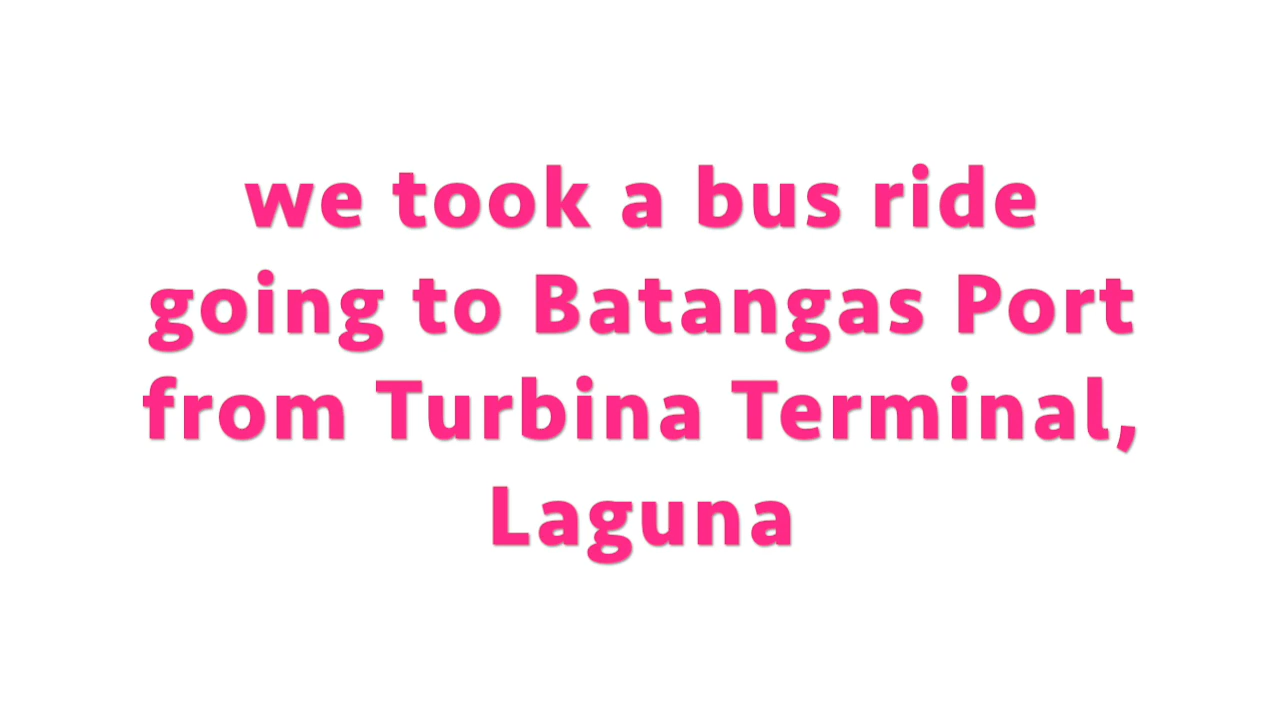 we took a bus ride
going to Batangas Port
from Turbina Terminal,
Laguna